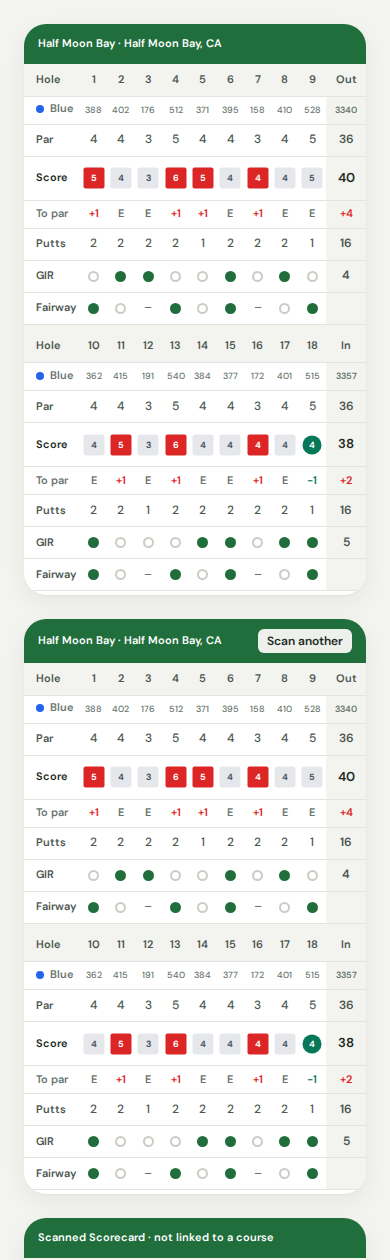 Half Moon Bay · Half Moon Bay, CA
Hole 1 2 3 4 5 6 7 8 9 Out
Blue 388 402 176 512 371 395 158 410 528 3340
Par 4 4 3 5 4 4 3 4 5 36
Score 5 4 3 6 5 4 4 4 5 40
To par +1 E E +1 +1 E +1 E E +4
Putts 2 2 2 2 1 2 2 2 1 16
GIR 4
Fairway – –
Hole 10 11 12 13 14 15 16 17 18 In
Blue 362 415 191 540 384 377 172 401 515 3357
Par 4 4 3 5 4 4 3 4 5 36
Score 4 5 3 6 4 4 4 4 4 38
To par E +1 E +1 E E +1 E -1 +2
Putts 2 2 1 2 2 2 2 2 1 16
GIR 5
Fairway – –
Half Moon Bay · Half Moon Bay, CA Scan another
Hole 1 2 3 4 5 6 7 8 9 Out
Blue 388 402 176 512 371 395 158 410 528 3340
Par 4 4 3 5 4 4 3 4 5 36
Score 5 4 3 6 5 4 4 4 5 40
To par +1 E E +1 +1 E +1 E E +4
Putts 2 2 2 2 1 2 2 2 1 16
GIR 4
Fairway – –
Hole 10 11 12 13 14 15 16 17 18 In
Blue 362 415 191 540 384 377 172 401 515 3357
Par 4 4 3 5 4 4 3 4 5 36
Score 4 5 3 6 4 4 4 4 4 38
To par E +1 E +1 E E +1 E -1 +2
Putts 2 2 1 2 2 2 2 2 1 16
GIR 5
Fairway – –
Scanned Scorecard · not linked to a course